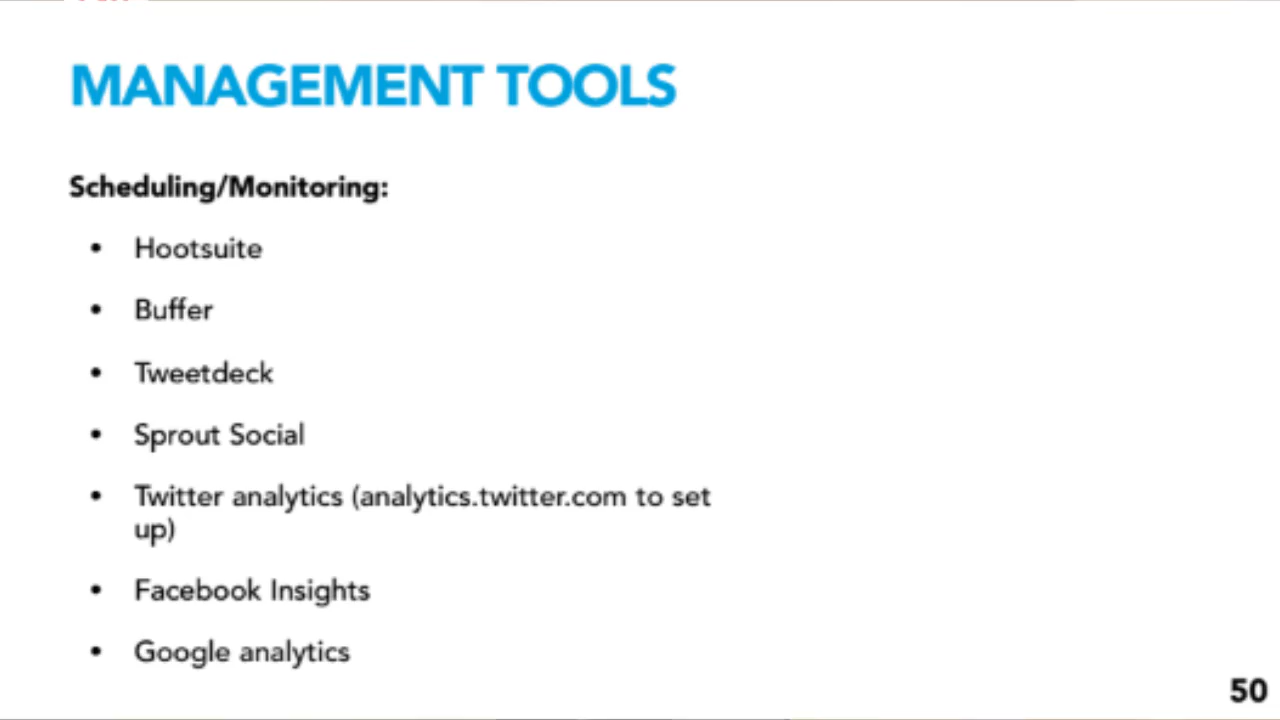 MANAGEMENT TOOLS
Scheduling/Monitoring:
• Hootsuite
• Buffer
• Tweetdeck
• Sprout Social
• Twitter analytics (analytics.twitter.com to set
up)
• Facebook Insights
• Google analytics
50